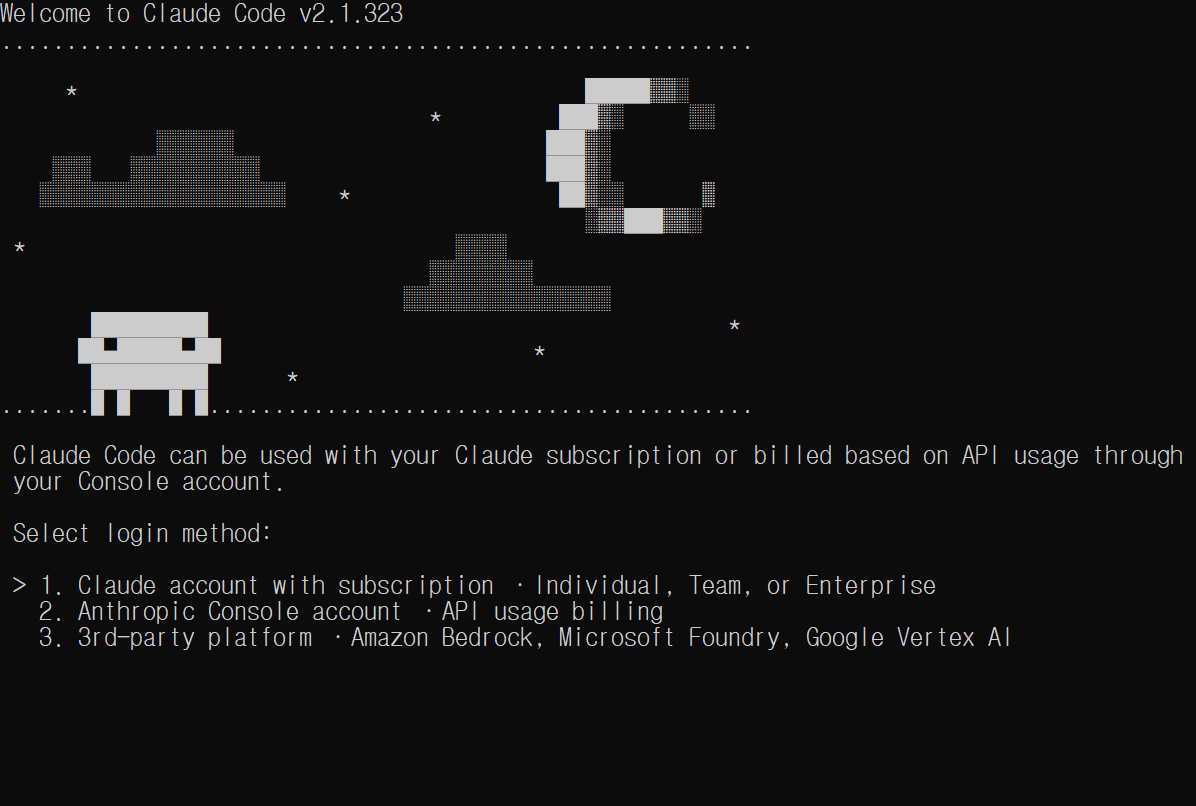 Welcome to Claude Code v2.1.323
Claude Code can be used with your Claude subscription or billed based on API usage through
your Console account.
Select login method:
> 1. Claude account with subscription · Individual, Team, or Enterprise
2. Anthropic Console account · API usage billing
3. 3rd-party platform · Amazon Bedrock, Microsoft Foundry, Google Vertex AI